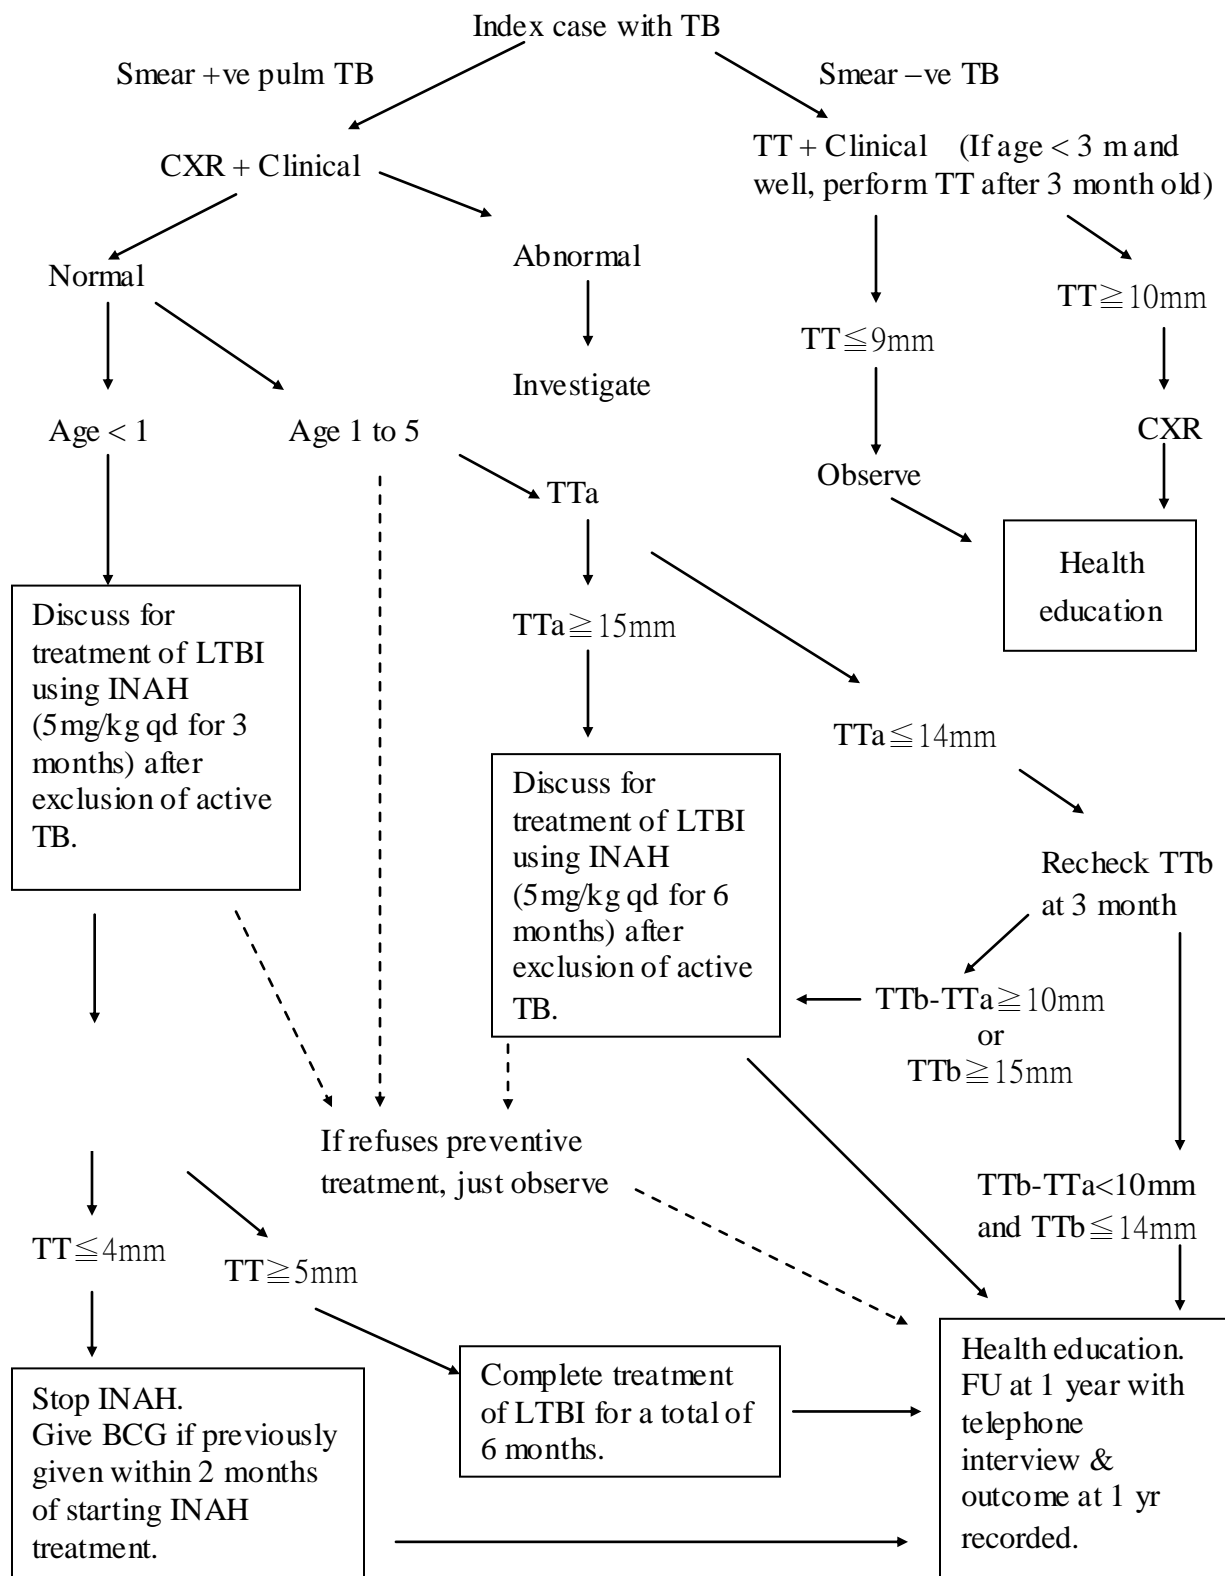 Index case with TB
Smear +ve pulm TB
Smear –ve TB
CXR + Clinical
TT + Clinical (If age < 3 m and
well, perform TT after 3 month old)
Normal
Abnormal
TT≧10mm
TT≦9mm
Investigate
Age < 1
Age 1 to 5
CXR
Observe
TTa
Health
education
Discuss for
treatment of LTBI
using INAH
(5mg/kg qd for 3
months) after
exclusion of active
TB.
TTa≧15mm
TTa≦14mm
Discuss for
treatment of LTBI
using INAH
(5mg/kg qd for 6
months) after
exclusion of active
TB.
Recheck TTb
at 3 month
TTb-TTa≧10mm
or
TTb≧15mm
If refuses preventive
treatment, just observe
TTb-TTa<10mm
and TTb≦14mm
TT≦4mm
TT≧5mm
Stop INAH.
Give BCG if previously
given within 2 months
of starting INAH
treatment.
Complete treatment
of LTBI for a total of
6 months.
Health education.
FU at 1 year with
telephone
interview &
outcome at 1 yr
recorded.